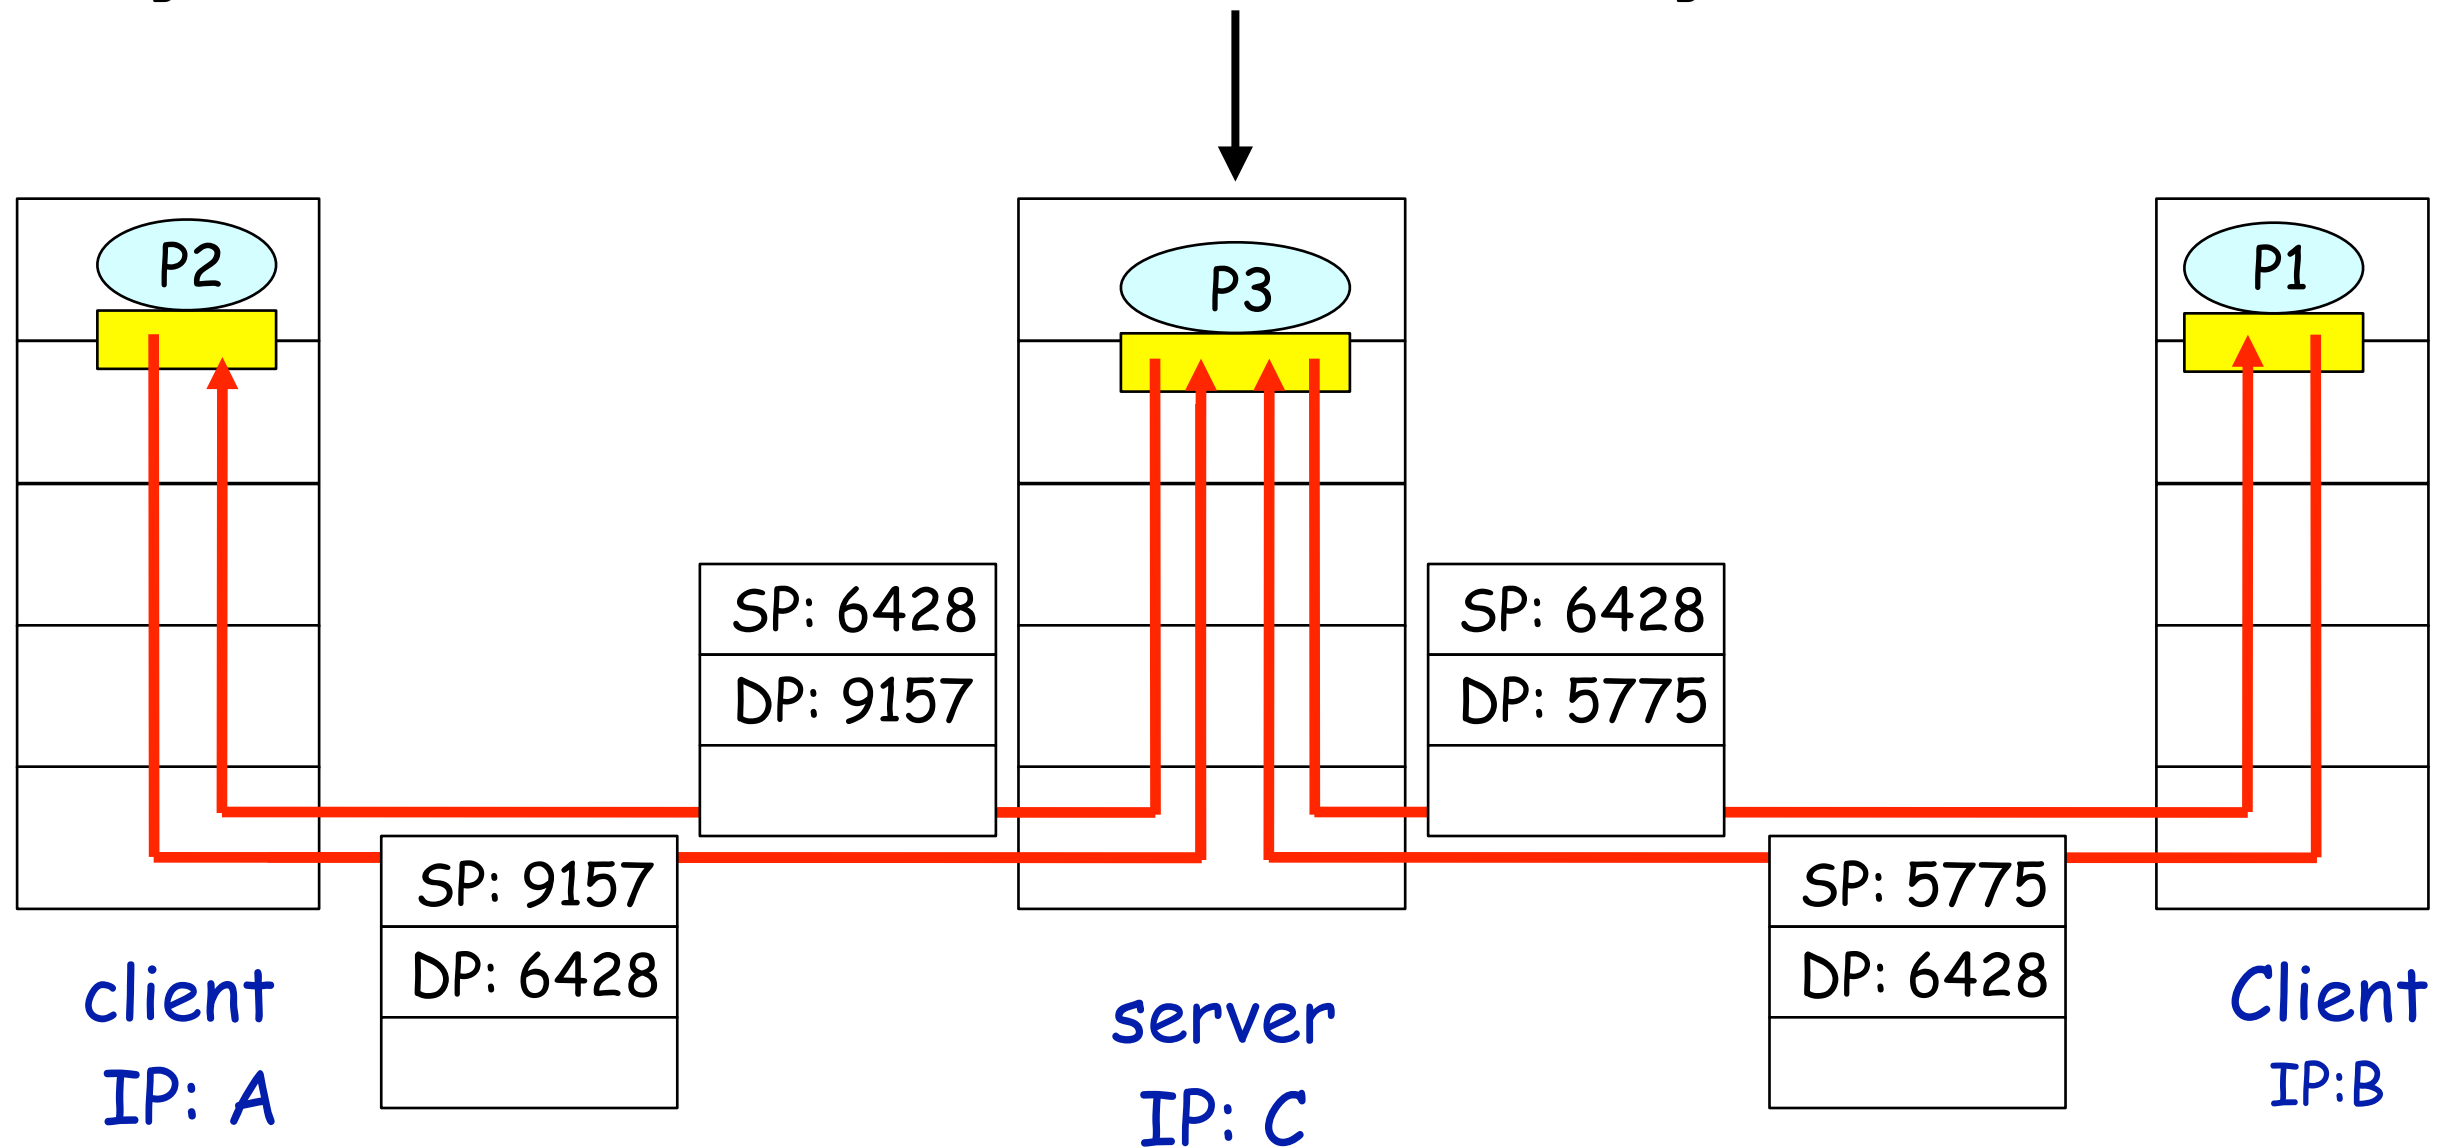 P2
P3
P1
SP: 6428
DP: 9157
SP: 6428
DP: 5775
SP: 9157
DP: 6428
SP: 5775
DP: 6428
client
IP: A
server
IP: C
Client
IP:B